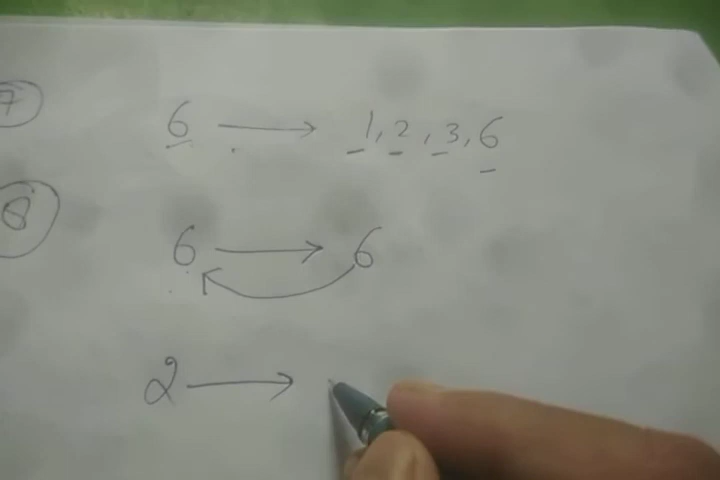 7
6 → 1, 2, 3, 6
8
6 → 6
2 →